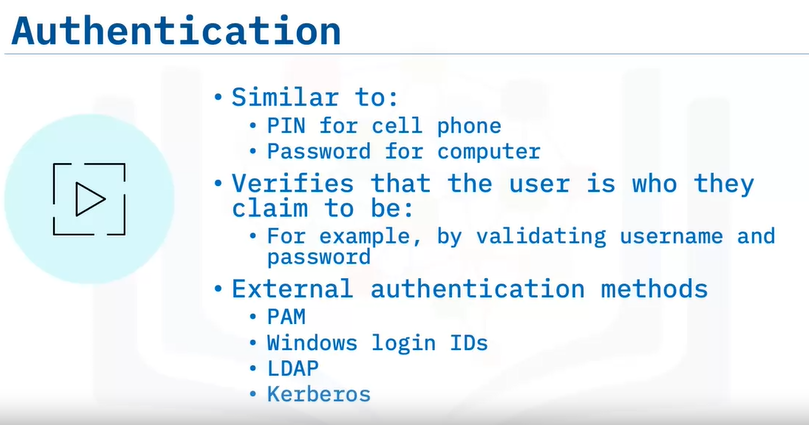 Authentication
• Similar to:
• PIN for cell phone
• Password for computer
• Verifies that the user is who they
claim to be:
• For example, by validating username and
password
• External authentication methods
• PAM
• Windows login IDs
• LDAP
• Kerberos